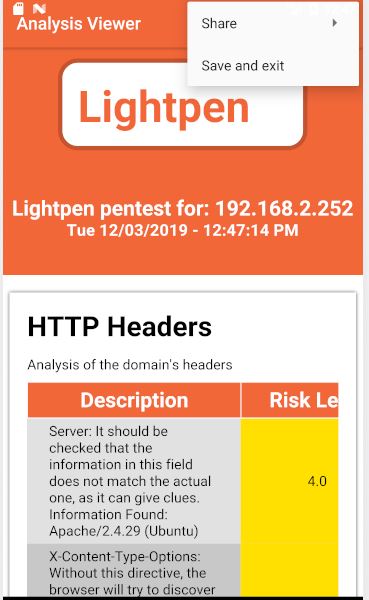 Analysis Viewer
Share
Save and exit
Lightpen
Lightpen pentest for: 192.168.2.252
Tue 12/03/2019 - 12:47:14 PM
HTTP Headers
Analysis of the domain's headers
Description Risk Le
Server: It should be
checked that the
information in this field
does not match the actual
one, as it can give clues.
Information Found:
Apache/2.4.29 (Ubuntu)
4.0
X-Content-Type-Options:
Without this directive, the
browser will try to discover